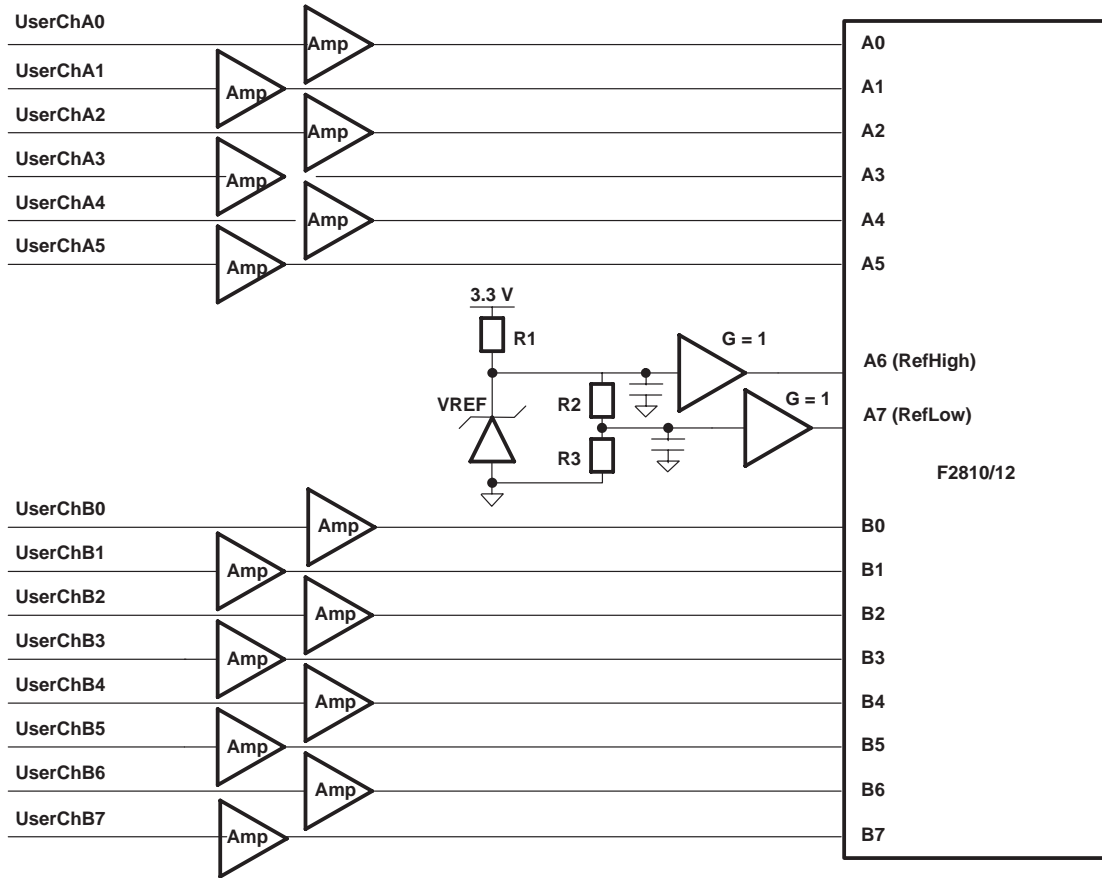 UserChA0
Amp
A0
UserChA1
Amp
A1
UserChA2
Amp
A2
UserChA3
Amp
A3
UserChA4
Amp
A4
UserChA5
Amp
A5
3.3 V
R1
G = 1
A6 (RefHigh)
VREF
R2
G = 1
A7 (RefLow)
R3
F2810/12
UserChB0
Amp
B0
UserChB1
Amp
B1
UserChB2
Amp
B2
UserChB3
Amp
B3
UserChB4
Amp
B4
UserChB5
Amp
B5
UserChB6
Amp
B6
UserChB7
Amp
B7